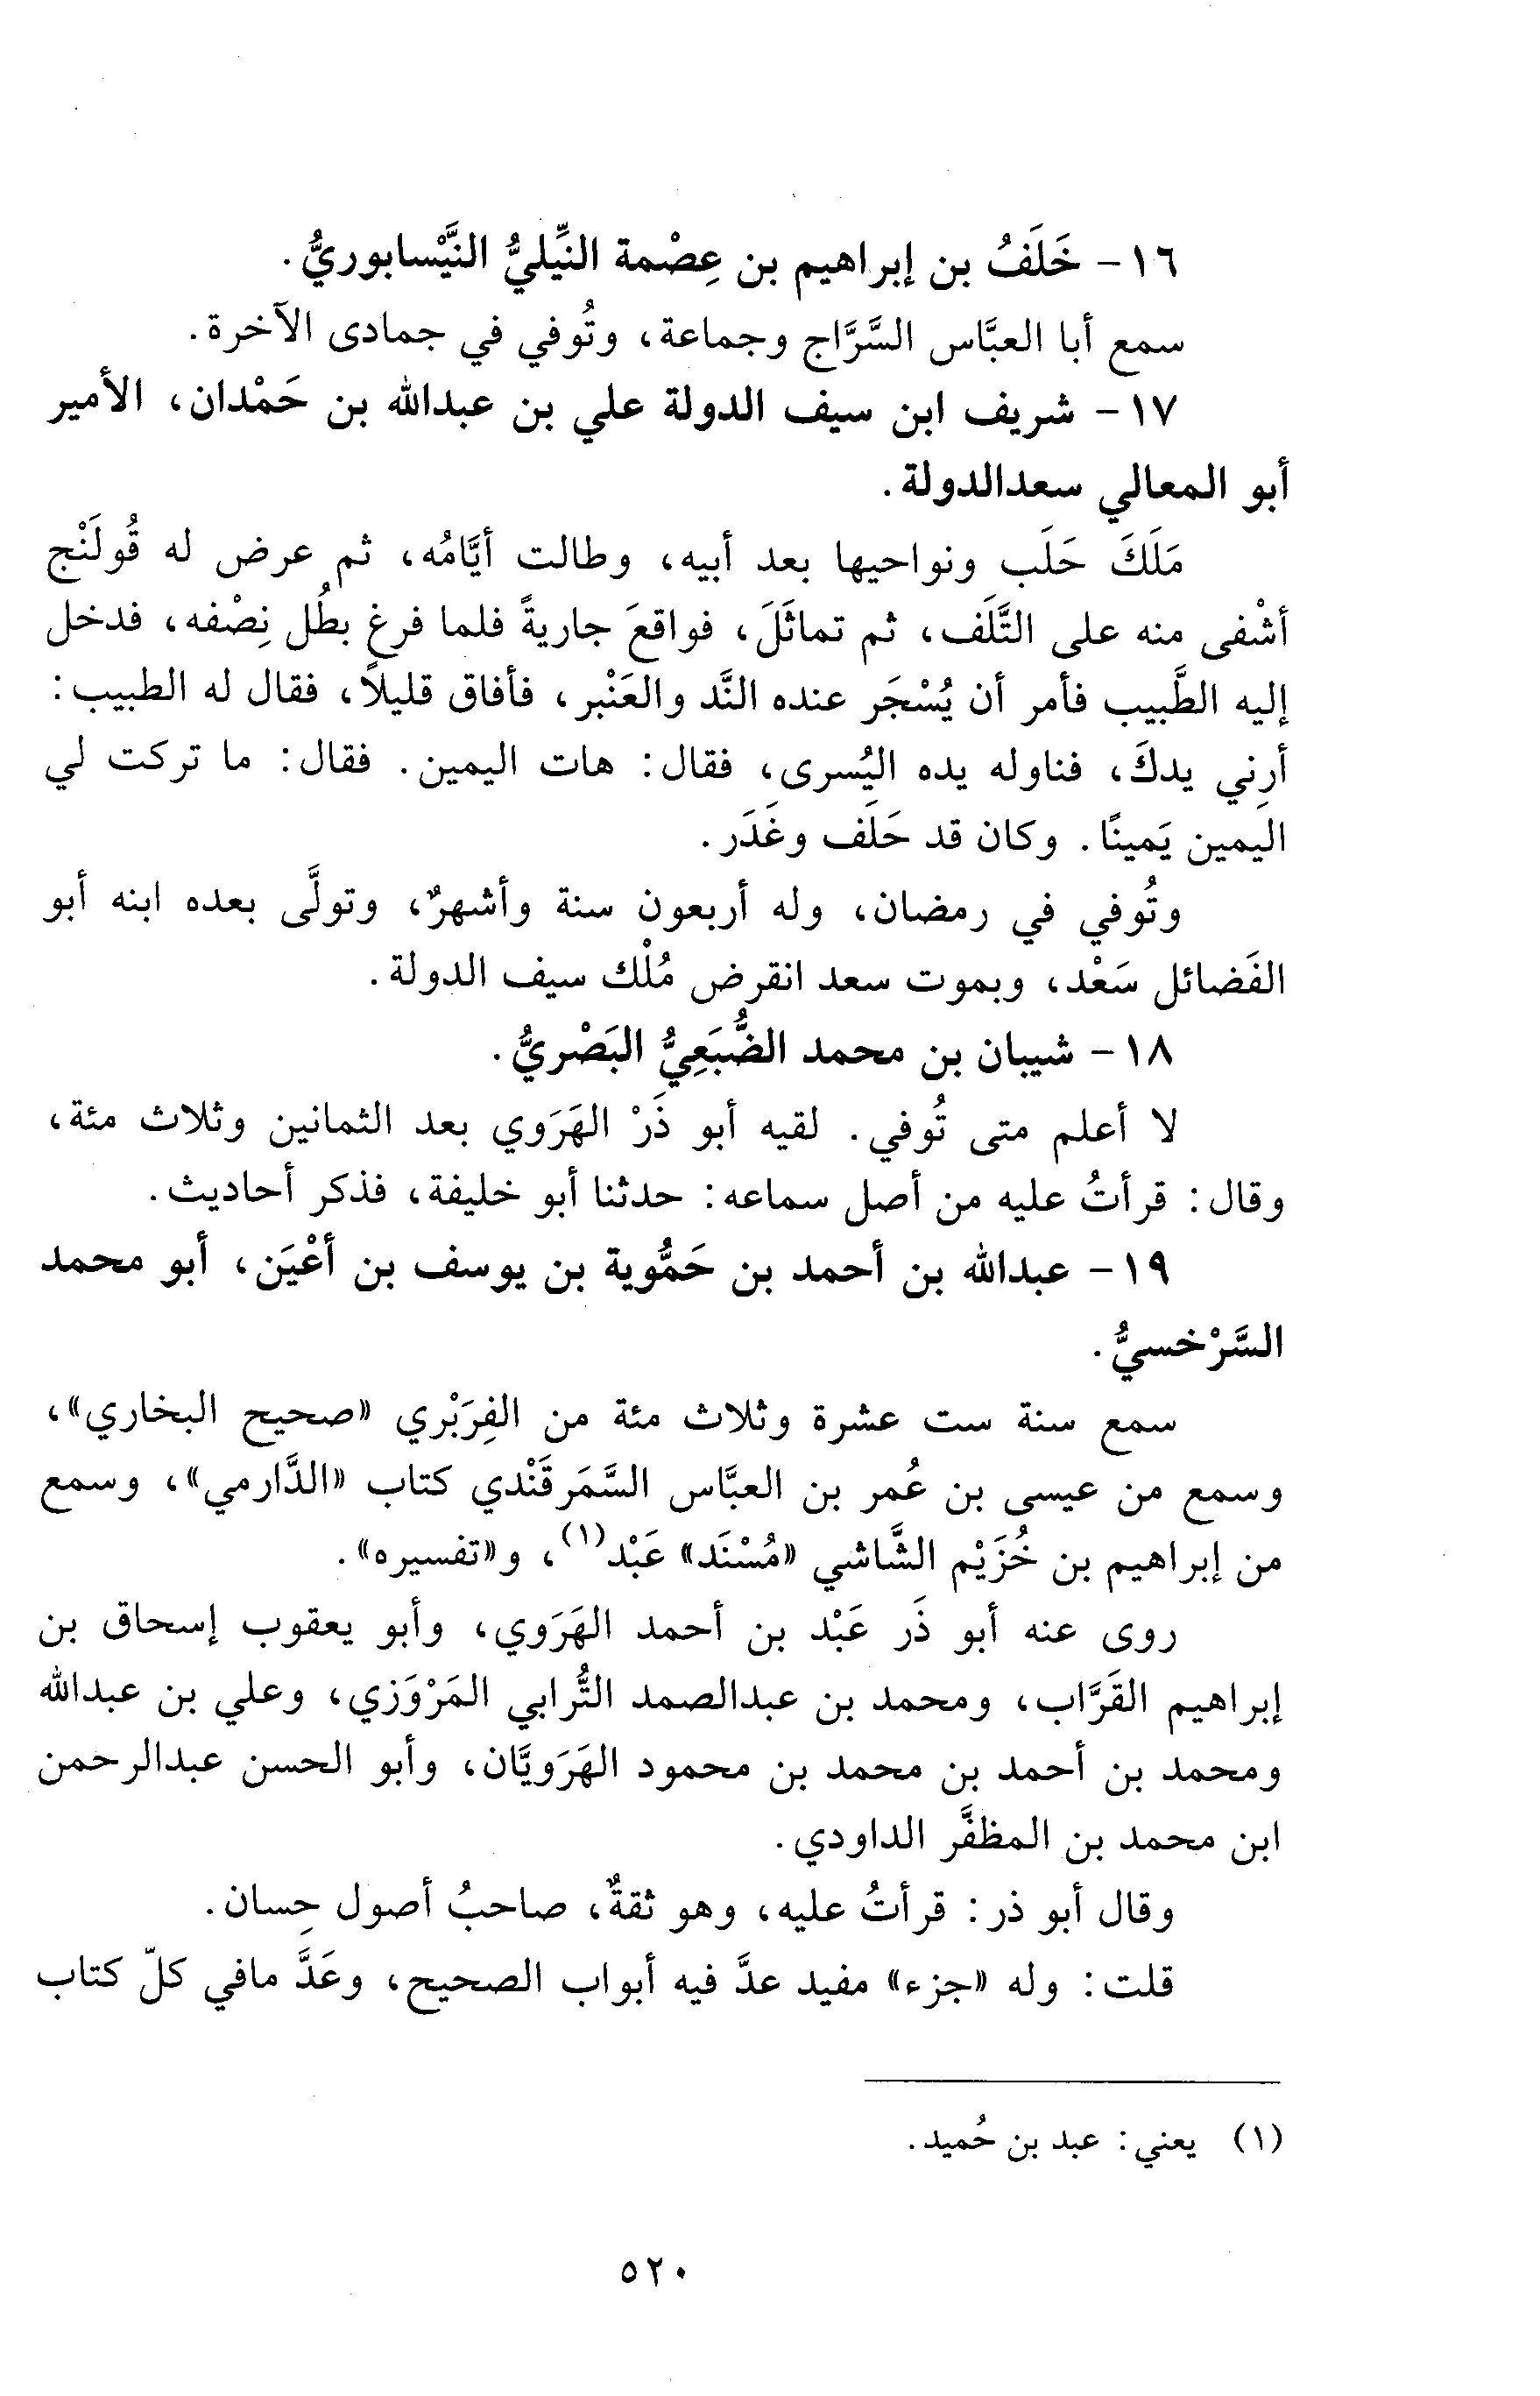 ١٦- خَلَفُ بن إبراهيم بن عِصْمة النِّيليُّ النَّيْسابوريُّ.
سمع أبا العبَّاس السَّرَّاج وجماعة، وتُوفي في جمادى الآخرة.
١٧- شريف ابن سيف الدولة علي بن عبدالله بن حَمْدان، الأمير
أبو المعالي سعدالدولة.
مَلَكَ حَلَب ونواحيها بعد أبيه، وطالت أيَّامُه، ثم عرض له قُولَنْج
أشْفى منه على التَّلَف، ثم تماثَلَ، فواقعَ جاريةً فلما فرغ بطُل نِصْفه، فدخل
إليه الطَّبيب فأمر أن يُسْجَر عنده النَّد والعَنْبر، فأفاق قليلاً، فقال له الطبيب:
أرِني يدكَ، فناوله يده اليُسرى، فقال: هات اليمين. فقال: ما تركت لي
اليَمين يَمينًا. وكان قد حَلَف وغَدَر.
وتُوفي في رمضان، وله أربعون سنة وأشهرٌ، وتولَّى بعده ابنه أبو
الفَضائل سَعْد، وبموت سعد انقرض مُلْك سيف الدولة.
١٨- شيبان بن محمد الضُّبَعِيُّ البَصْريُّ.
لا أعلم متى تُوفي. لقيه أبو ذَرْ الهَرَوي بعد الثمانين وثلاث مئة،
وقال: قرأتُ عليه من أصل سماعه: حدثنا أبو خليفة، فذكر أحاديث.
١٩- عبدالله بن أحمد بن حَمُّوية بن يوسف بن أعْيَن، أبو محمد
السَّرْخسيُّ.
سمع سنة ست عشرة وثلاث مئة من الفِرَبْري «صحيح البخاري»،
وسمع من عيسى بن عُمر بن العبَّاس السَّمَرقَنْدي كتاب «الدَّارمي»، وسمع
من إبراهيم بن خُزَيْم الشَّاشي «مُسْنَد» عَبْد(١)، و«تفسيره».
روى عنه أبو ذَر عَبْد بن أحمد الهَرَوي، وأبو يعقوب إسحاق بن
إبراهيم القَرَّاب، ومحمد بن عبدالصمد التُّرابي المَرْوَزي، وعلي بن عبدالله
ومحمد بن أحمد بن محمد بن محمود الهَرَويَّان، وأبو الحسن عبدالرحمن
ابن محمد بن المظفَّر الداودي.
وقال أبو ذر: قرأتُ عليه، وهو ثقةٌ، صاحبُ أصول حِسان.
قلت: وله «جزء» مفيد عدَّ فيه أبواب الصحيح، وعَدَّ مافي كلّ كتاب
(١) يعني: عبد بن حُميد.
٥٢٠